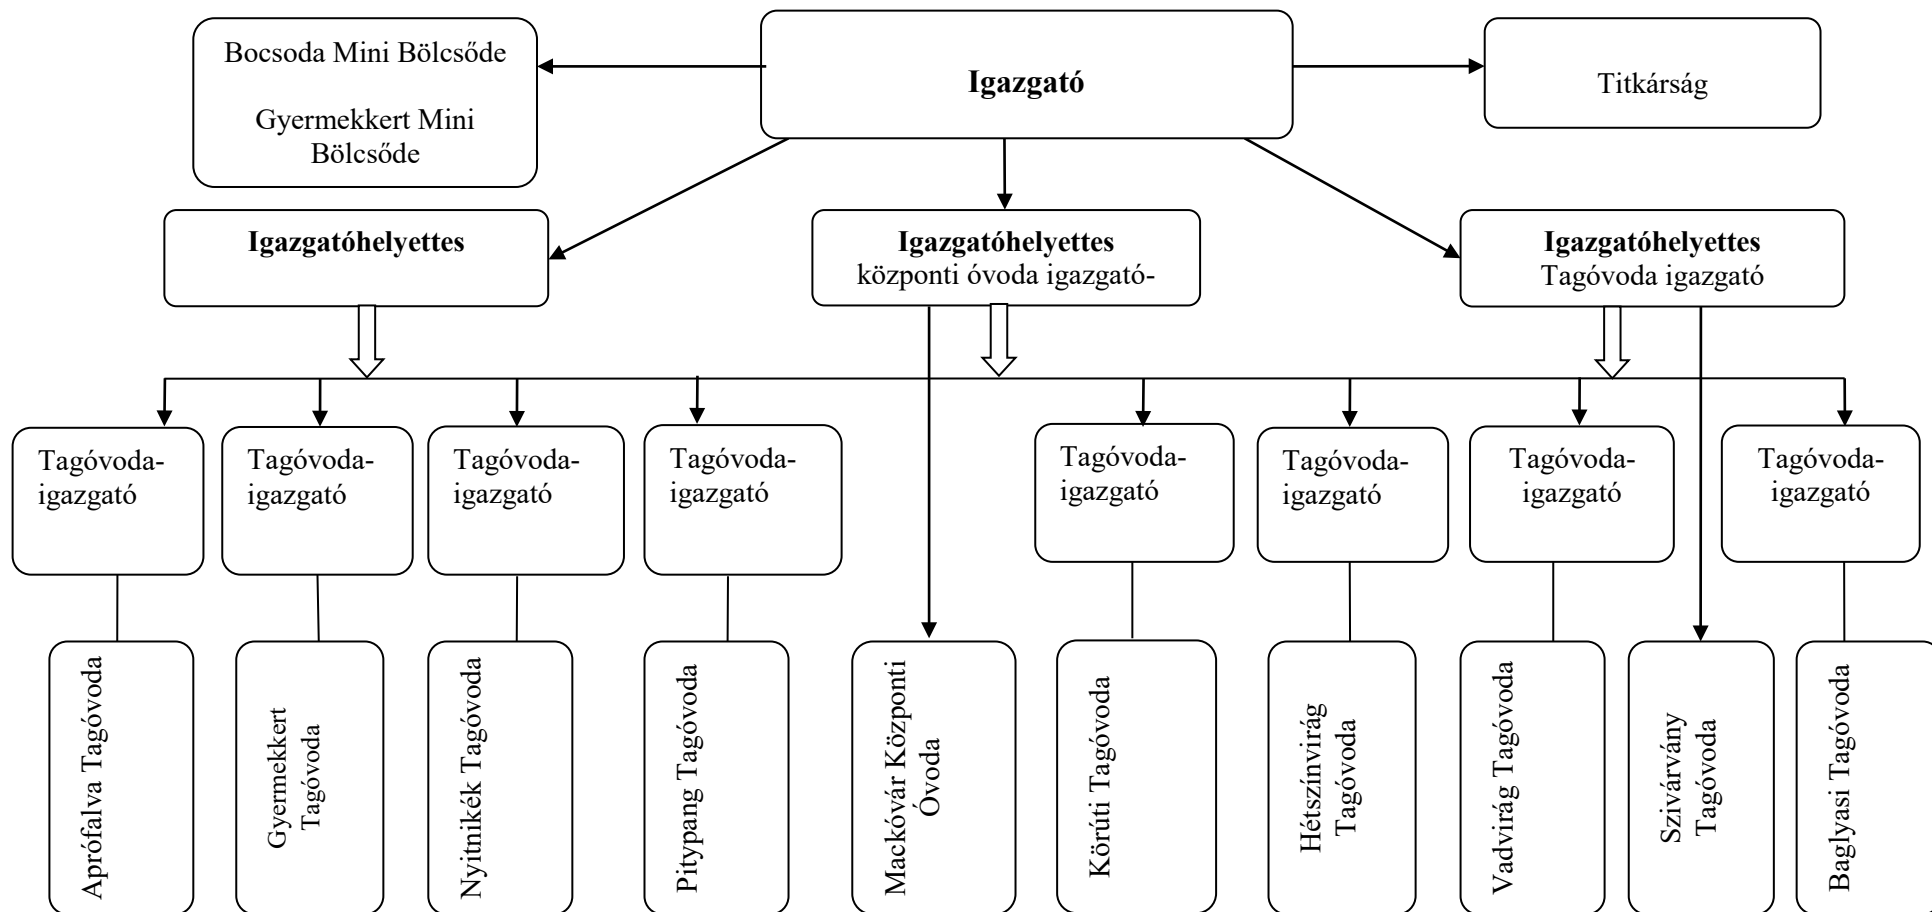 Bocsoda Mini Bölcsőde
Gyermekkert Mini
Bölcsőde
Igazgató
Titkárság
Igazgatóhelyettes
Igazgatóhelyettes
központi óvoda igazgató-
Igazgatóhelyettes
Tagóvoda igazgató
Tagóvoda-
igazgató
Tagóvoda-
igazgató
Tagóvoda-
igazgató
Tagóvoda-
igazgató
Tagóvoda-
igazgató
Tagóvoda-
igazgató
Tagóvoda-
igazgató
Tagóvoda-
igazgató
Aprófalva Tagóvoda
Gyermekkert
Tagóvoda
Nyitnikék Tagóvoda
Pitypang Tagóvoda
Mackóvár Központi
Óvoda
Körúti Tagóvoda
Hétszínvirág
Tagóvoda
Vadvirág Tagóvoda
Szivárvány
Tagóvoda
Baglyasi Tagóvoda